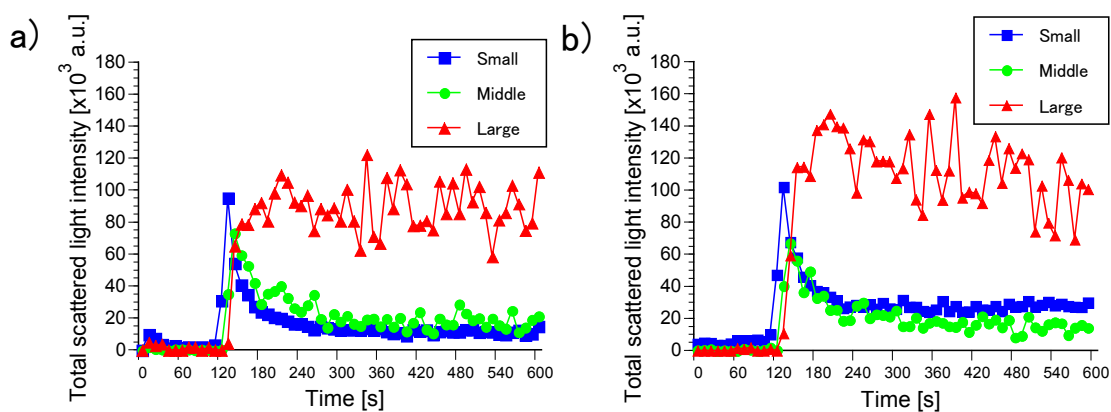 a)
Total scattered light intensity [x10³ a.u.]
180
160
140
120
100
80
60
40
20
0
0 60 120 180 240 300 360 420 480 540 600
Time [s]
Small
Middle
Large
b)
Total scattered light intensity [x10³ a.u.]
180
160
140
120
100
80
60
40
20
0
0 60 120 180 240 300 360 420 480 540 600
Time [s]
Small
Middle
Large